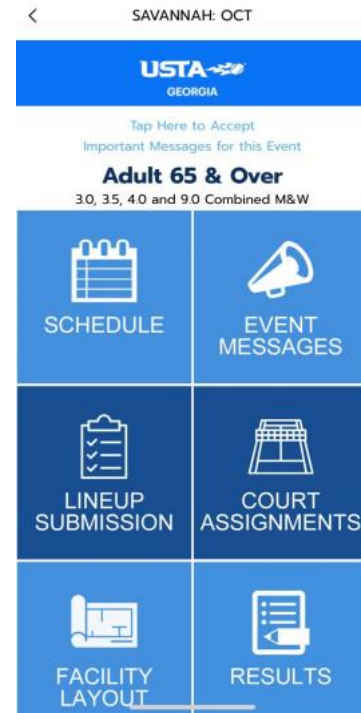 SAVANNAH: OCT
USTA
GEORGIA
Tap Here to Accept
Important Messages for this Event
Adult 65 & Over
3.0, 3.5, 4.0 and 9.0 Combined M&W
SCHEDULE
EVENT
MESSAGES
LINEUP
SUBMISSION
COURT
ASSIGNMENTS
FACILITY
LAYOUT
RESULTS